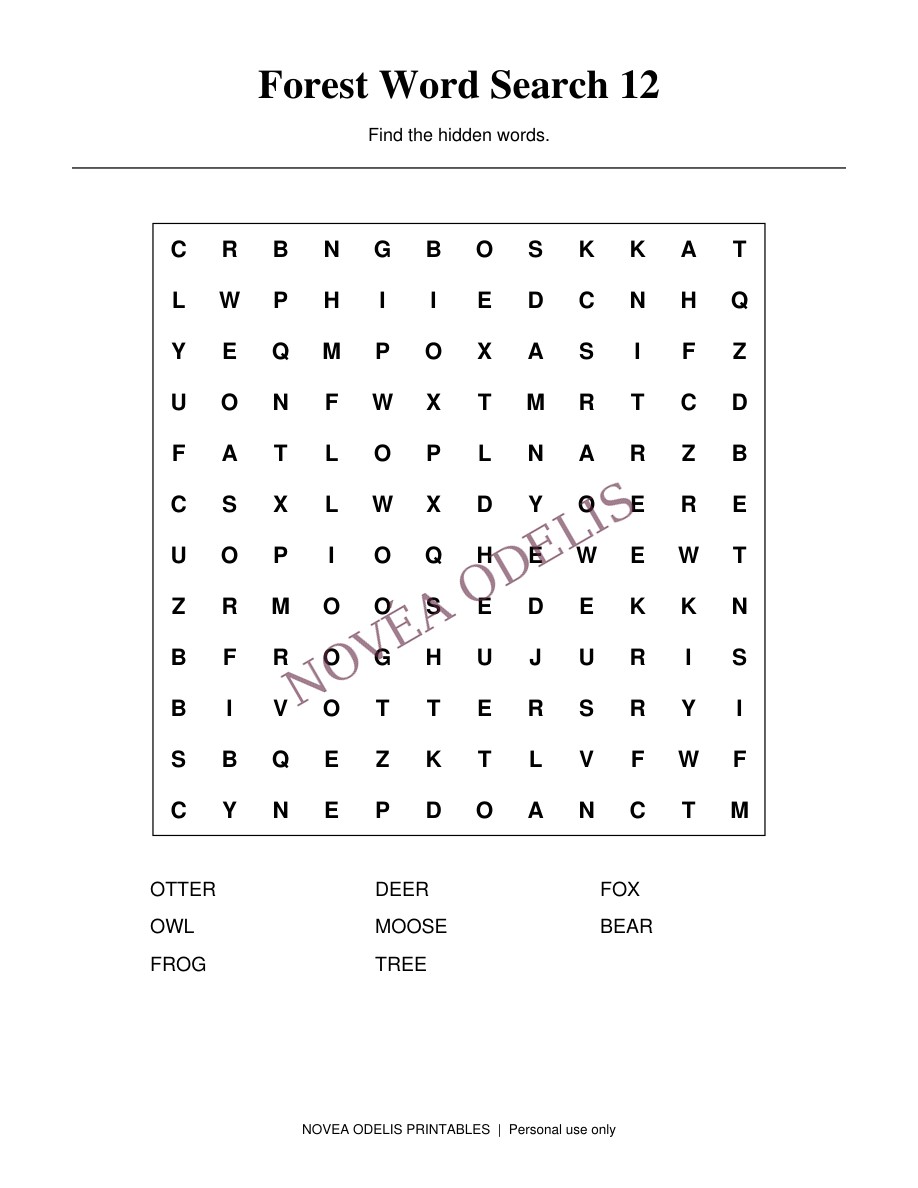 Forest Word Search 12
Find the hidden words.
C R B N G B O S K K A T
L W P H I I E D C N H Q
Y E Q M P O X A S I F Z
U O N F W X T M R T C D
F A T L O P L N A R Z B
C S X L W X D Y O E R E
U O P I O Q H E W E W T
Z R M O O S E D E K K N
B F R O G H U J U R I S
B I V O T T E R S R Y I
S B Q E Z K T L V F W F
C Y N E P D O A N C T M
NOVEA ODELIS
OTTER DEER FOX
OWL MOOSE BEAR
FROG TREE
NOVEA ODELIS PRINTABLES | Personal use only